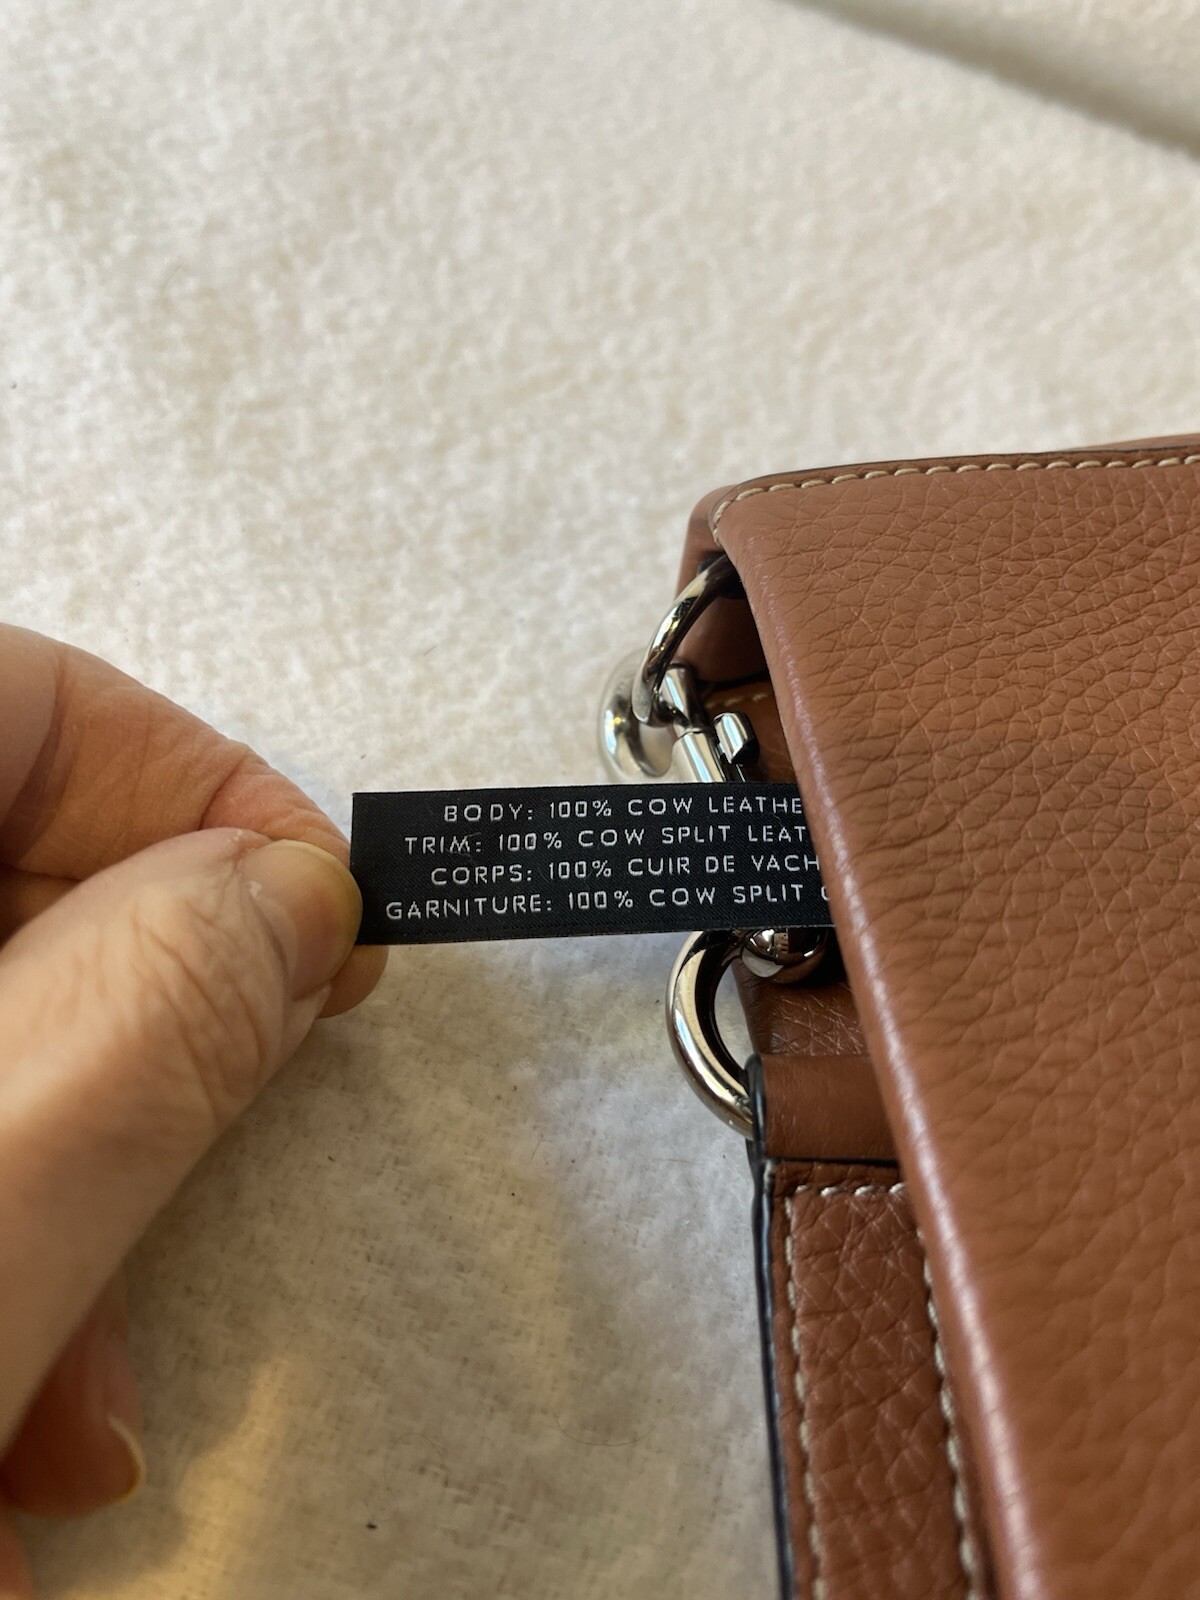 BODY: 100% COW LEATHE
TRIM: 100% COW SPLIT LEAT
CORPS: 100% CUIR DE VACH
GARNITURE: 100% COW SPLIT